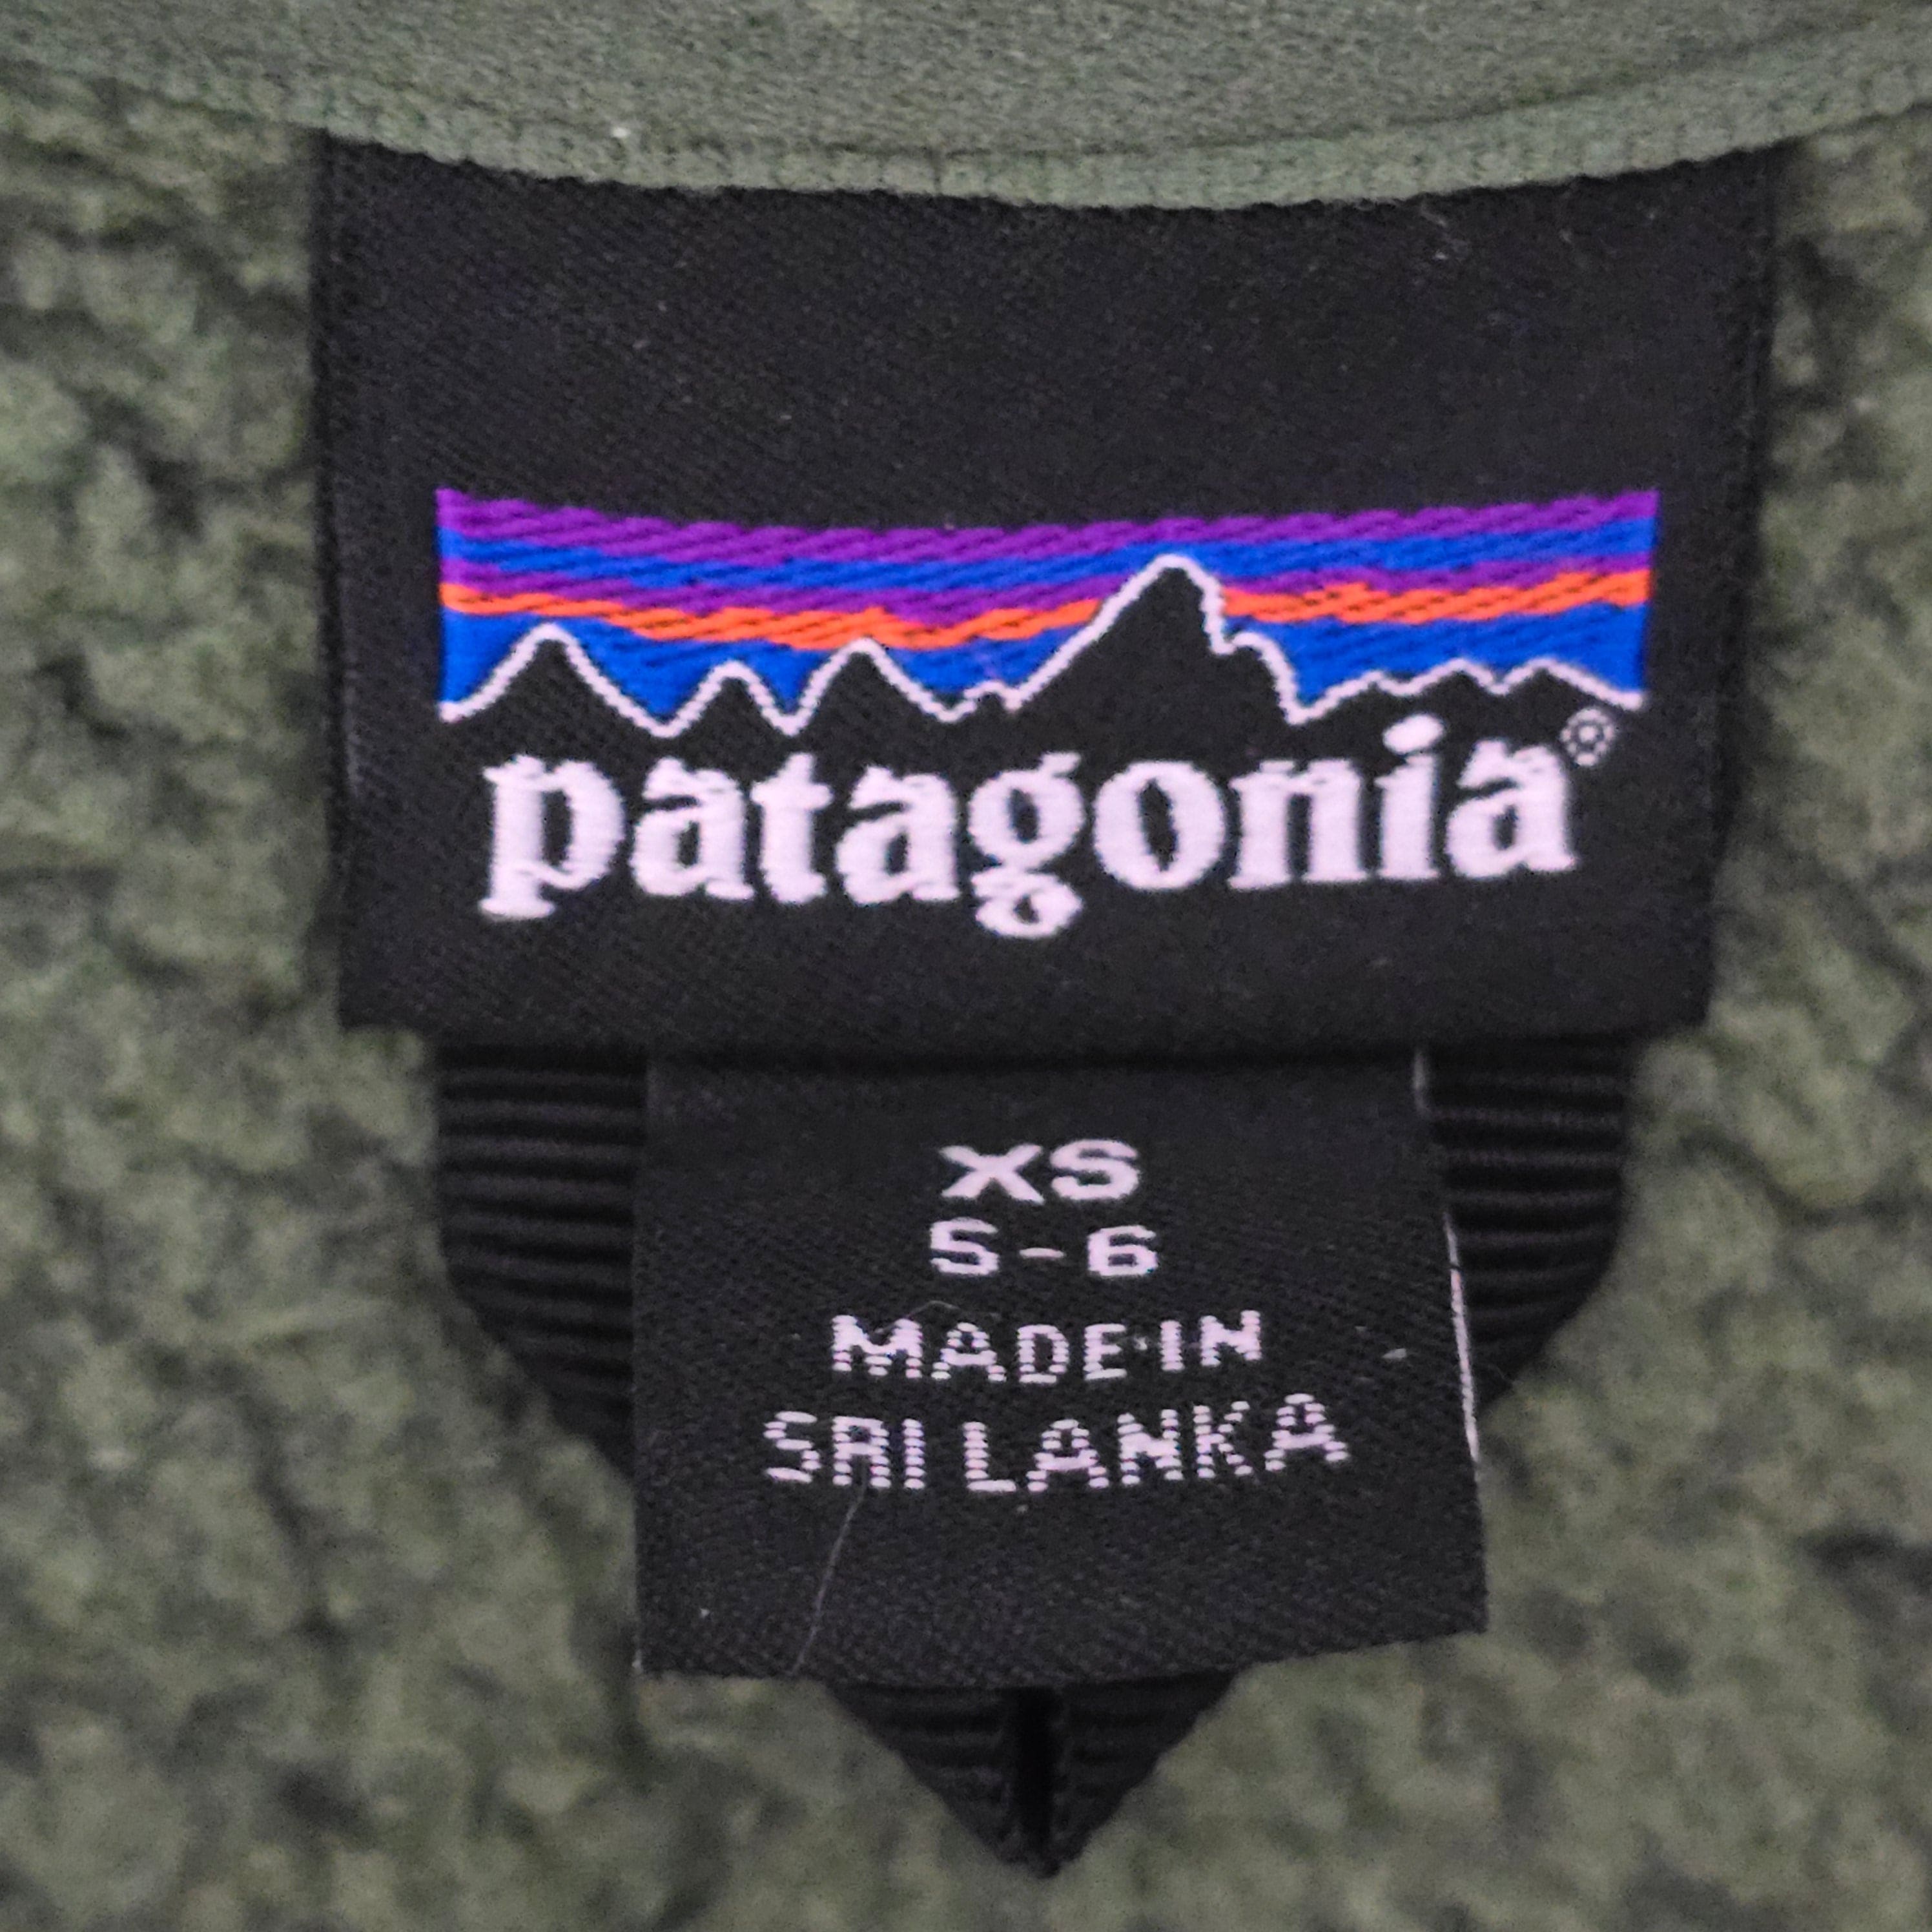 patagonia®
XS
5-6
MADE IN
SRI LANKA